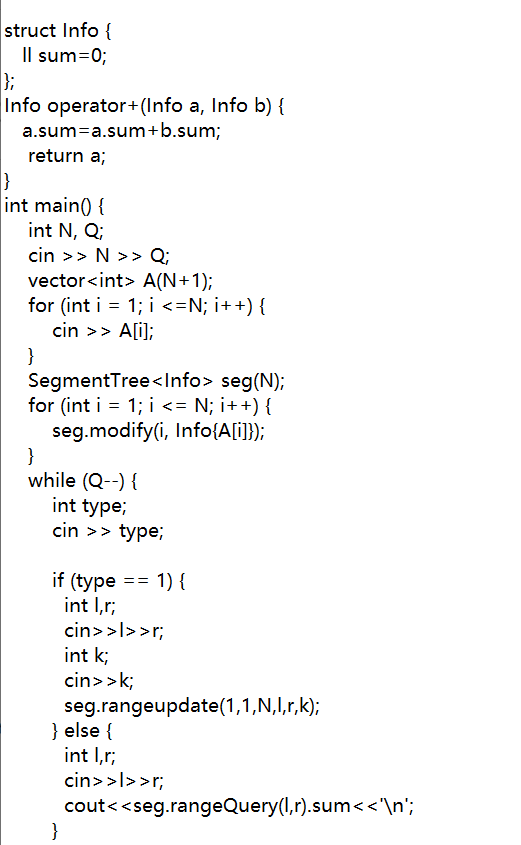 struct Info {
ll sum=0;
};
Info operator+(Info a, Info b) {
a.sum=a.sum+b.sum;
return a;
}
int main() {
int N, Q;
cin >> N >> Q;
vector<int> A(N+1);
for (int i = 1; i <=N; i++) {
cin >> A[i];
}
SegmentTree<Info> seg(N);
for (int i = 1; i <= N; i++) {
seg.modify(i, Info{A[i]});
}
while (Q--) {
int type;
cin >> type;
if (type == 1) {
int l,r;
cin>>l>>r;
int k;
cin>>k;
seg.rangeupdate(1,1,N,l,r,k);
} else {
int l,r;
cin>>l>>r;
cout<<seg.rangeQuery(l,r).sum<<'\n';
}